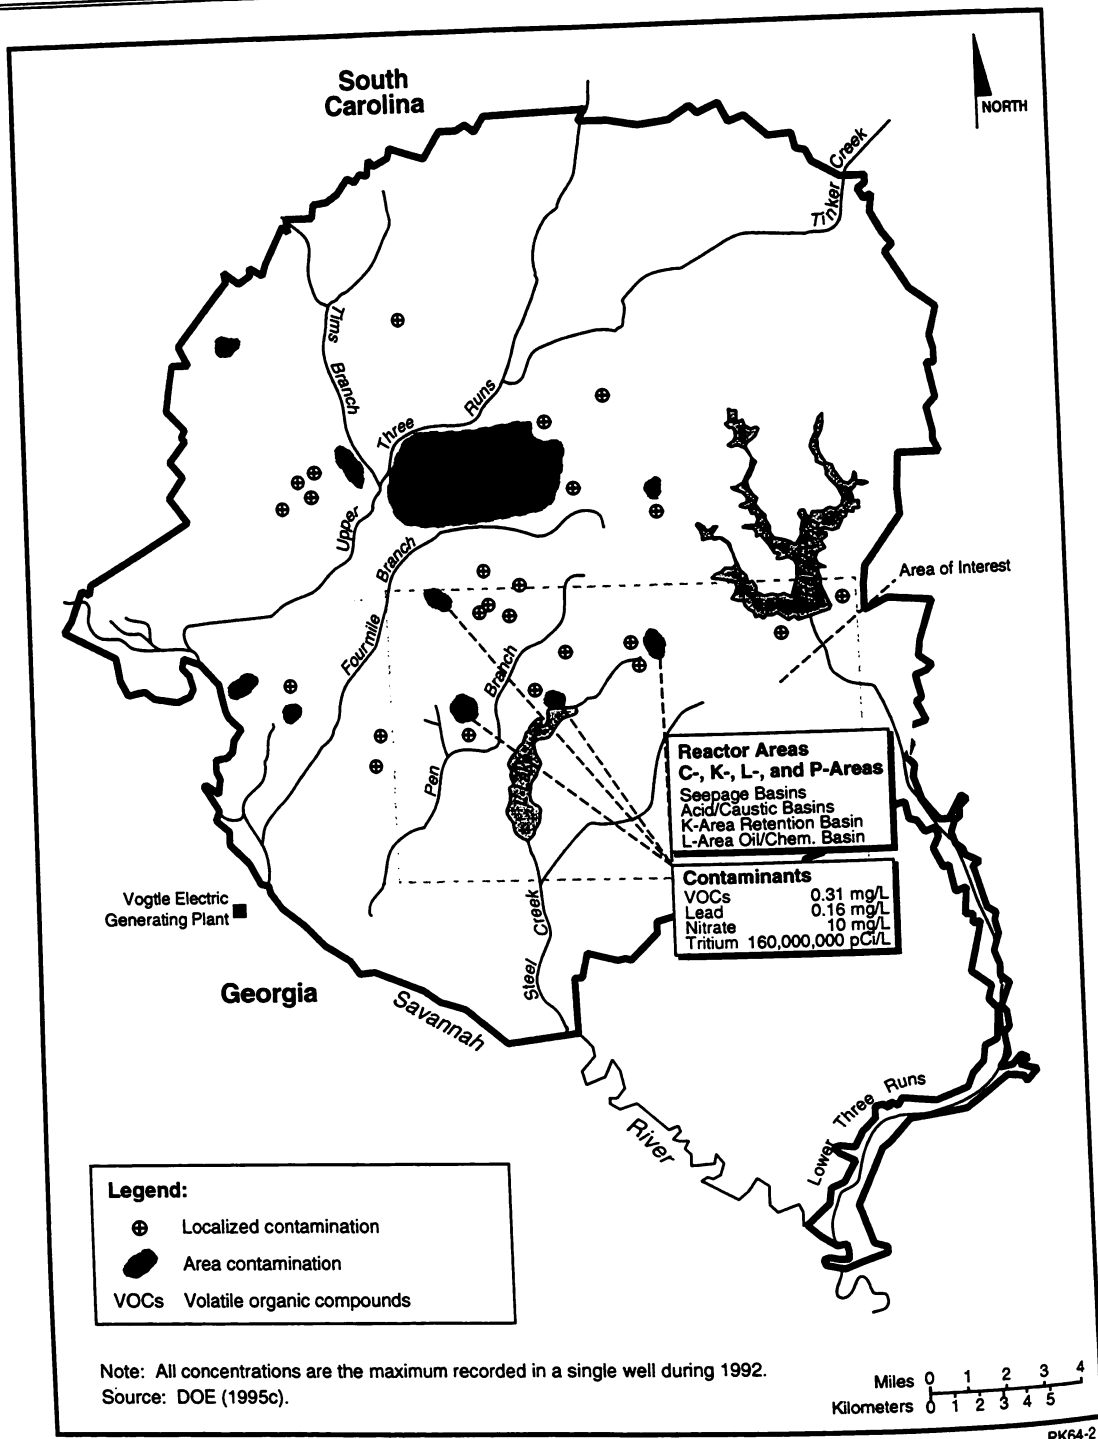 South
Carolina
NORTH
Tinker Creek
Tims Branch
Upper Three Runs
Area of Interest
Fourmile Branch
Pen Branch
Reactor Areas
C-, K-, L-, and P-Areas
Seepage Basins
Acid/Caustic Basins
K-Area Retention Basin
L-Area Oil/Chem. Basin
Contaminants
VOCs 0.31 mg/L
Lead 0.16 mg/L
Nitrate 10 mg/L
Tritium 160,000,000 pCi/L
Vogtle Electric
Generating Plant
Steel Creek
Georgia
Savannah River
Lower Three Runs
Legend:
Localized contamination
Area contamination
VOCs Volatile organic compounds
Note: All concentrations are the maximum recorded in a single well during 1992.
Source: DOE (1995c).
Miles 0 1 2 3 4
Kilometers 0 1 2 3 4 5
PK64-2